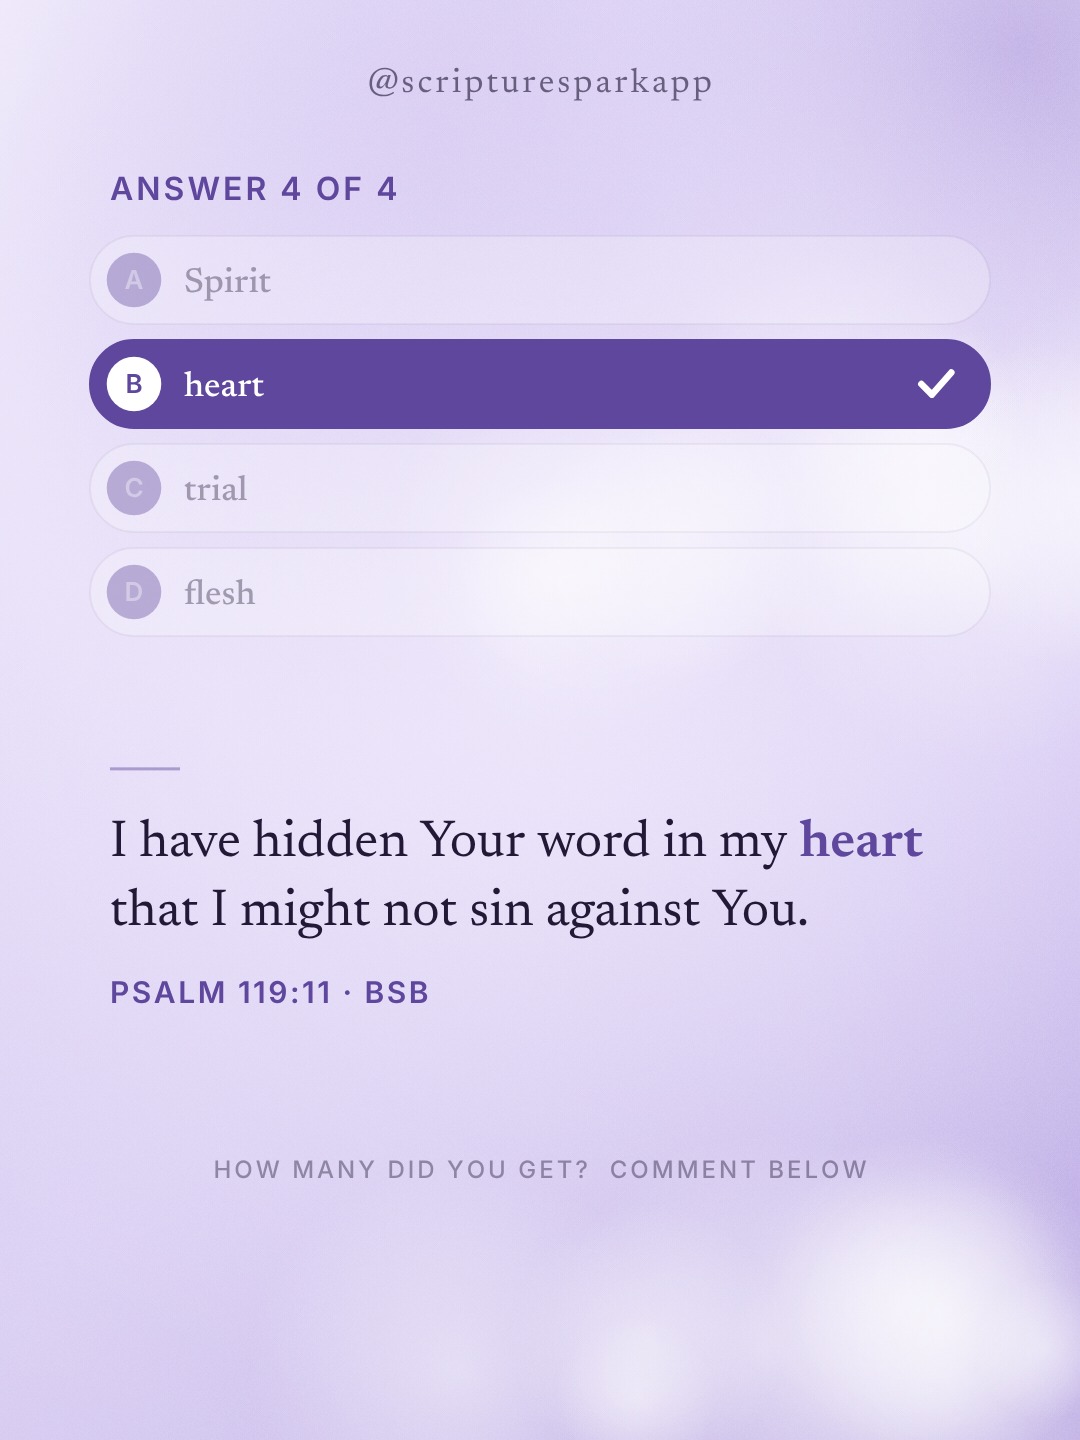 @scripturesparkapp
ANSWER 4 OF 4
A Spirit
B heart
C trial
D flesh
I have hidden Your word in my heart
that I might not sin against You.
PSALM 119:11 · BSB
HOW MANY DID YOU GET? COMMENT BELOW